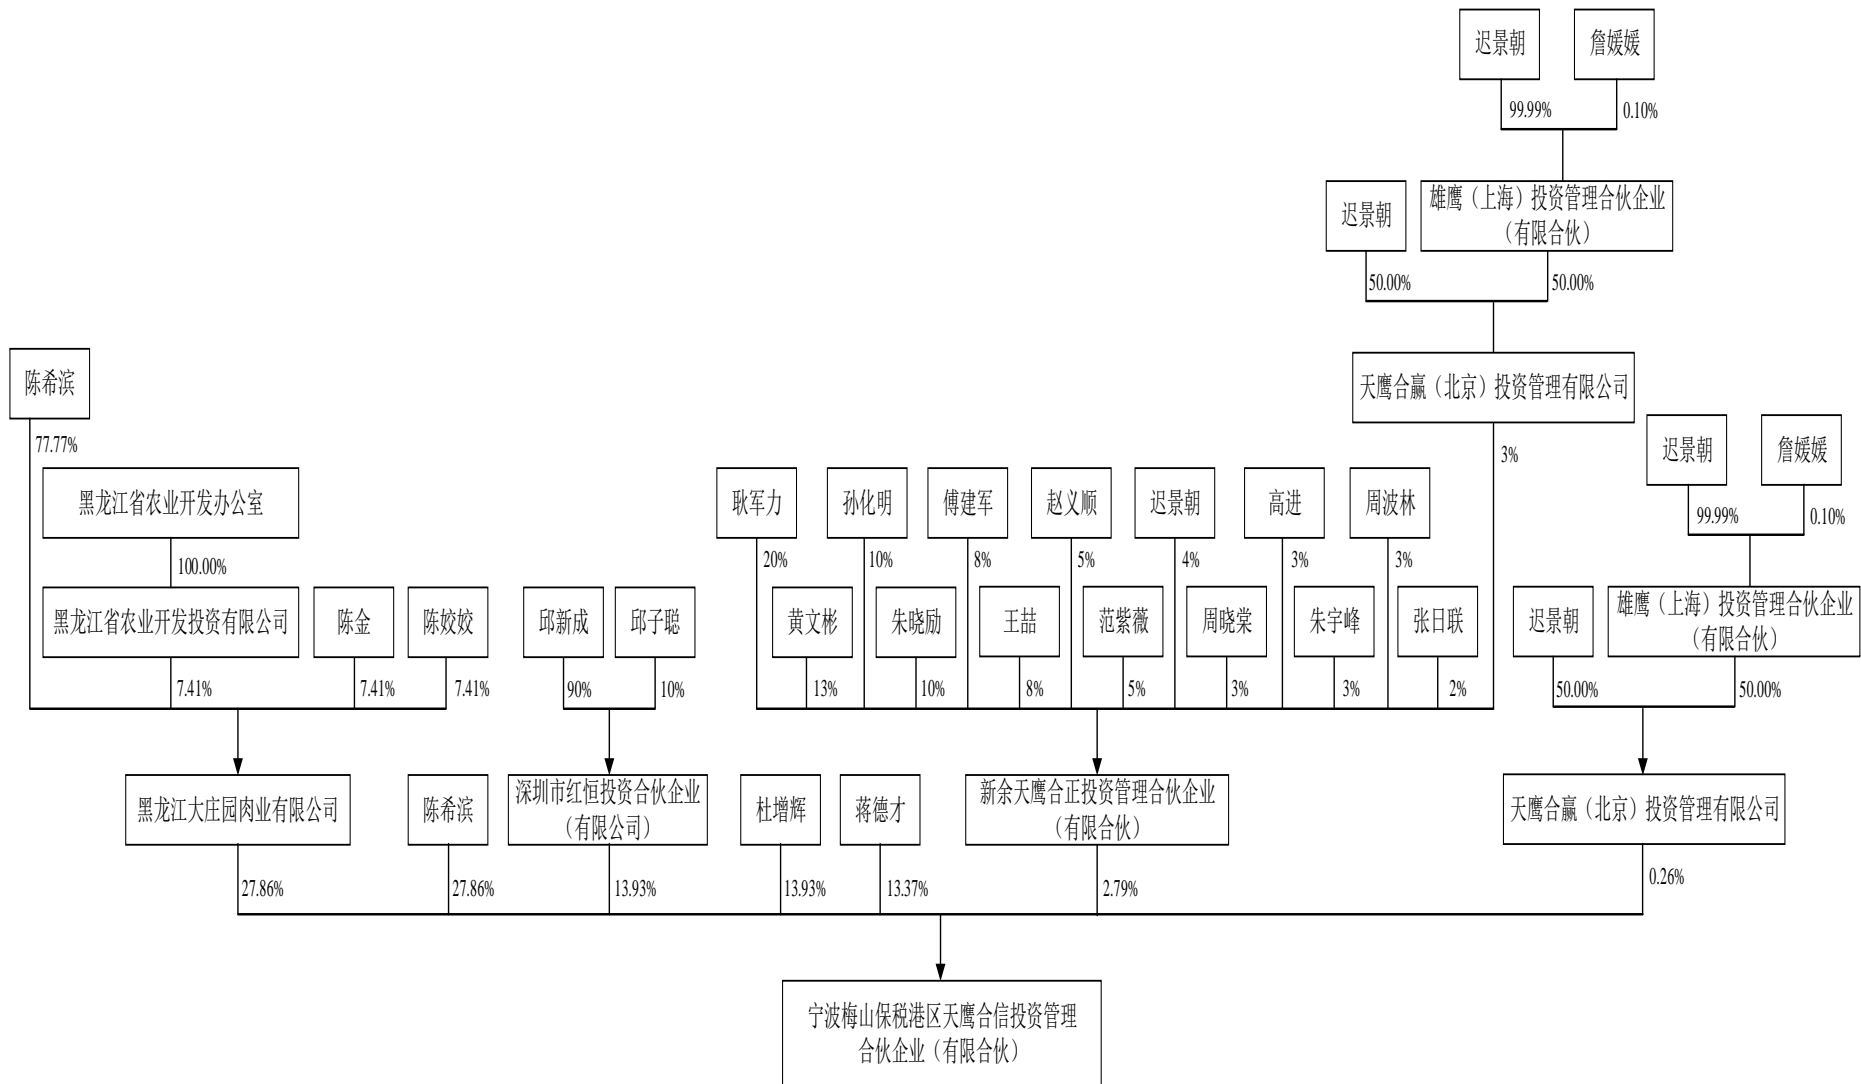 迟景朝
詹媛媛
99.99%
0.10%
迟景朝
雄鹰（上海）投资管理合伙企业
（有限合伙）
50.00%
50.00%
陈希滨
天鹰合赢（北京）投资管理有限公司
77.77%
3%
迟景朝
詹媛媛
99.99%
0.10%
黑龙江省农业开发办公室
耿军力
孙化明
傅建军
赵义顺
迟景朝
高进
周波林
100.00%
20%
10%
8%
5%
4%
3%
3%
黑龙江省农业开发投资有限公司
陈金
陈姣姣
邱新成
邱子聪
黄文彬
朱晓励
王喆
范紫薇
周晓棠
朱宇峰
张日联
迟景朝
雄鹰（上海）投资管理合伙企业
（有限合伙）
7.41%
7.41%
7.41%
90%
10%
13%
10%
8%
5%
3%
3%
2%
50.00%
50.00%
黑龙江大庄园肉业有限公司
陈希滨
深圳市红恒投资合伙企业
（有限公司）
杜增辉
蒋德才
新余天鹰合正投资管理合伙企业
（有限合伙）
天鹰合赢（北京）投资管理有限公司
27.86%
27.86%
13.93%
13.93%
13.37%
2.79%
0.26%
宁波梅山保税港区天鹰合信投资管理
合伙企业（有限合伙）